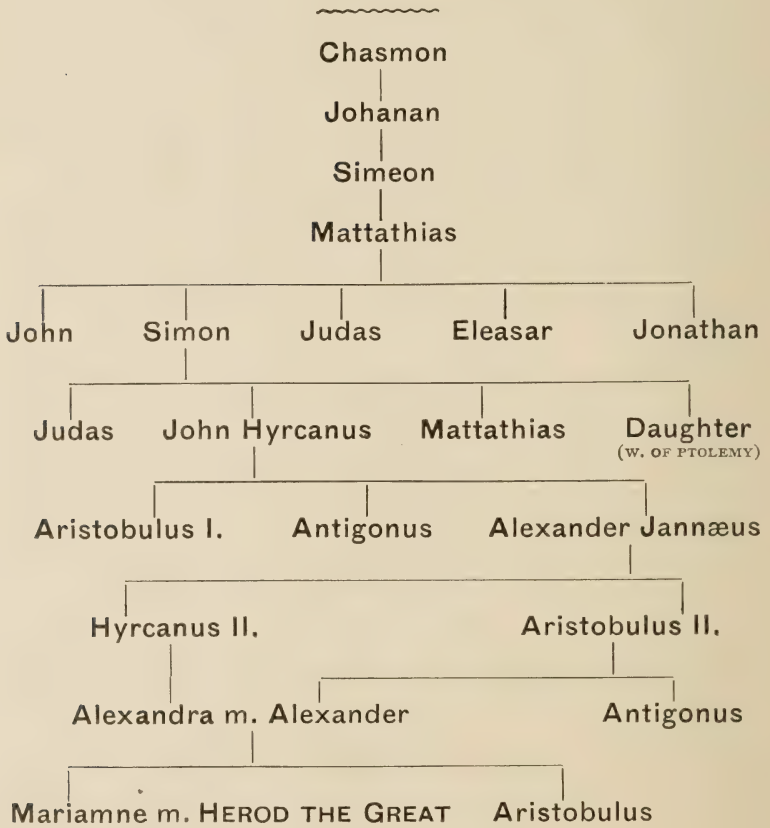 Chasmon
Johanan
Simeon
Mattathias
John Simon Judas Eleasar Jonathan
Judas John Hyrcanus Mattathias Daughter
(W. OF PTOLEMY)
Aristobulus I. Antigonus Alexander Jannæus
Hyrcanus II. Aristobulus II.
Alexandra m. Alexander Antigonus
Mariamne m. HEROD THE GREAT Aristobulus